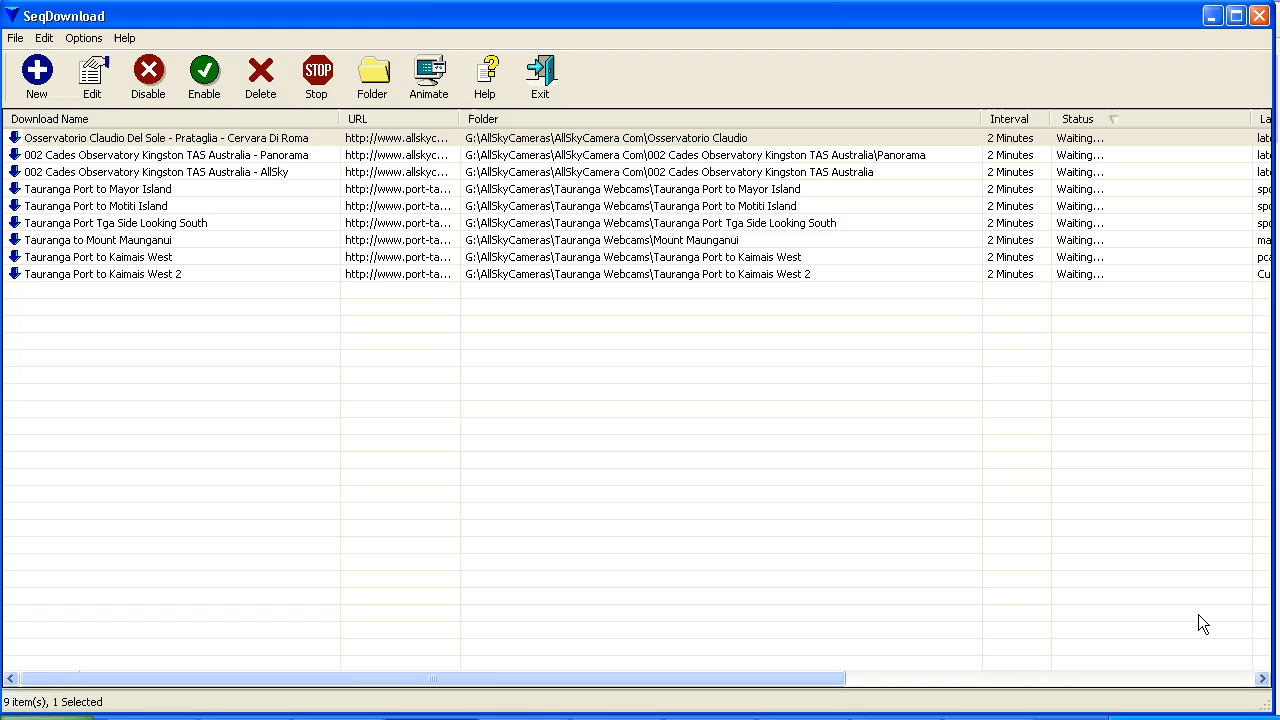 SeqDownload
File Edit Options Help
New Edit Disable Enable Delete STOP Stop Folder Animate Help Exit
Download Name URL Folder Interval Status La
Osservatorio Claudio Del Sole - Prataglia - Cervara Di Roma http://www.allskyc... G:\AllSkyCameras\AllSkyCamera Com\Osservatorio Claudio 2 Minutes Waiting... late
002 Cades Observatory Kingston TAS Australia - Panorama http://www.allskyc... G:\AllSkyCameras\AllSkyCamera Com\002 Cades Observatory Kingston TAS Australia\Panorama 2 Minutes Waiting... late
002 Cades Observatory Kingston TAS Australia - AllSky http://www.allskyc... G:\AllSkyCameras\AllSkyCamera Com\002 Cades Observatory Kingston TAS Australia 2 Minutes Waiting... late
Tauranga Port to Mayor Island http://www.port-ta... G:\AllSkyCameras\Tauranga Webcams\Tauranga Port to Mayor Island 2 Minutes Waiting... spo
Tauranga Port to Motiti Island http://www.port-ta... G:\AllSkyCameras\Tauranga Webcams\Tauranga Port to Motiti Island 2 Minutes Waiting... spo
Tauranga Port Tga Side Looking South http://www.port-ta... G:\AllSkyCameras\Tauranga Webcams\Tauranga Port Tga Side Looking South 2 Minutes Waiting... spo
Tauranga to Mount Maunganui http://www.port-ta... G:\AllSkyCameras\Tauranga Webcams\Mount Maunganui 2 Minutes Waiting... ma
Tauranga Port to Kaimais West http://www.port-ta... G:\AllSkyCameras\Tauranga Webcams\Tauranga Port to Kaimais West 2 Minutes Waiting... pca
Tauranga Port to Kaimais West 2 http://www.port-ta... G:\AllSkyCameras\Tauranga Webcams\Tauranga Port to Kaimais West 2 2 Minutes Waiting... Cu
9 item(s), 1 Selected